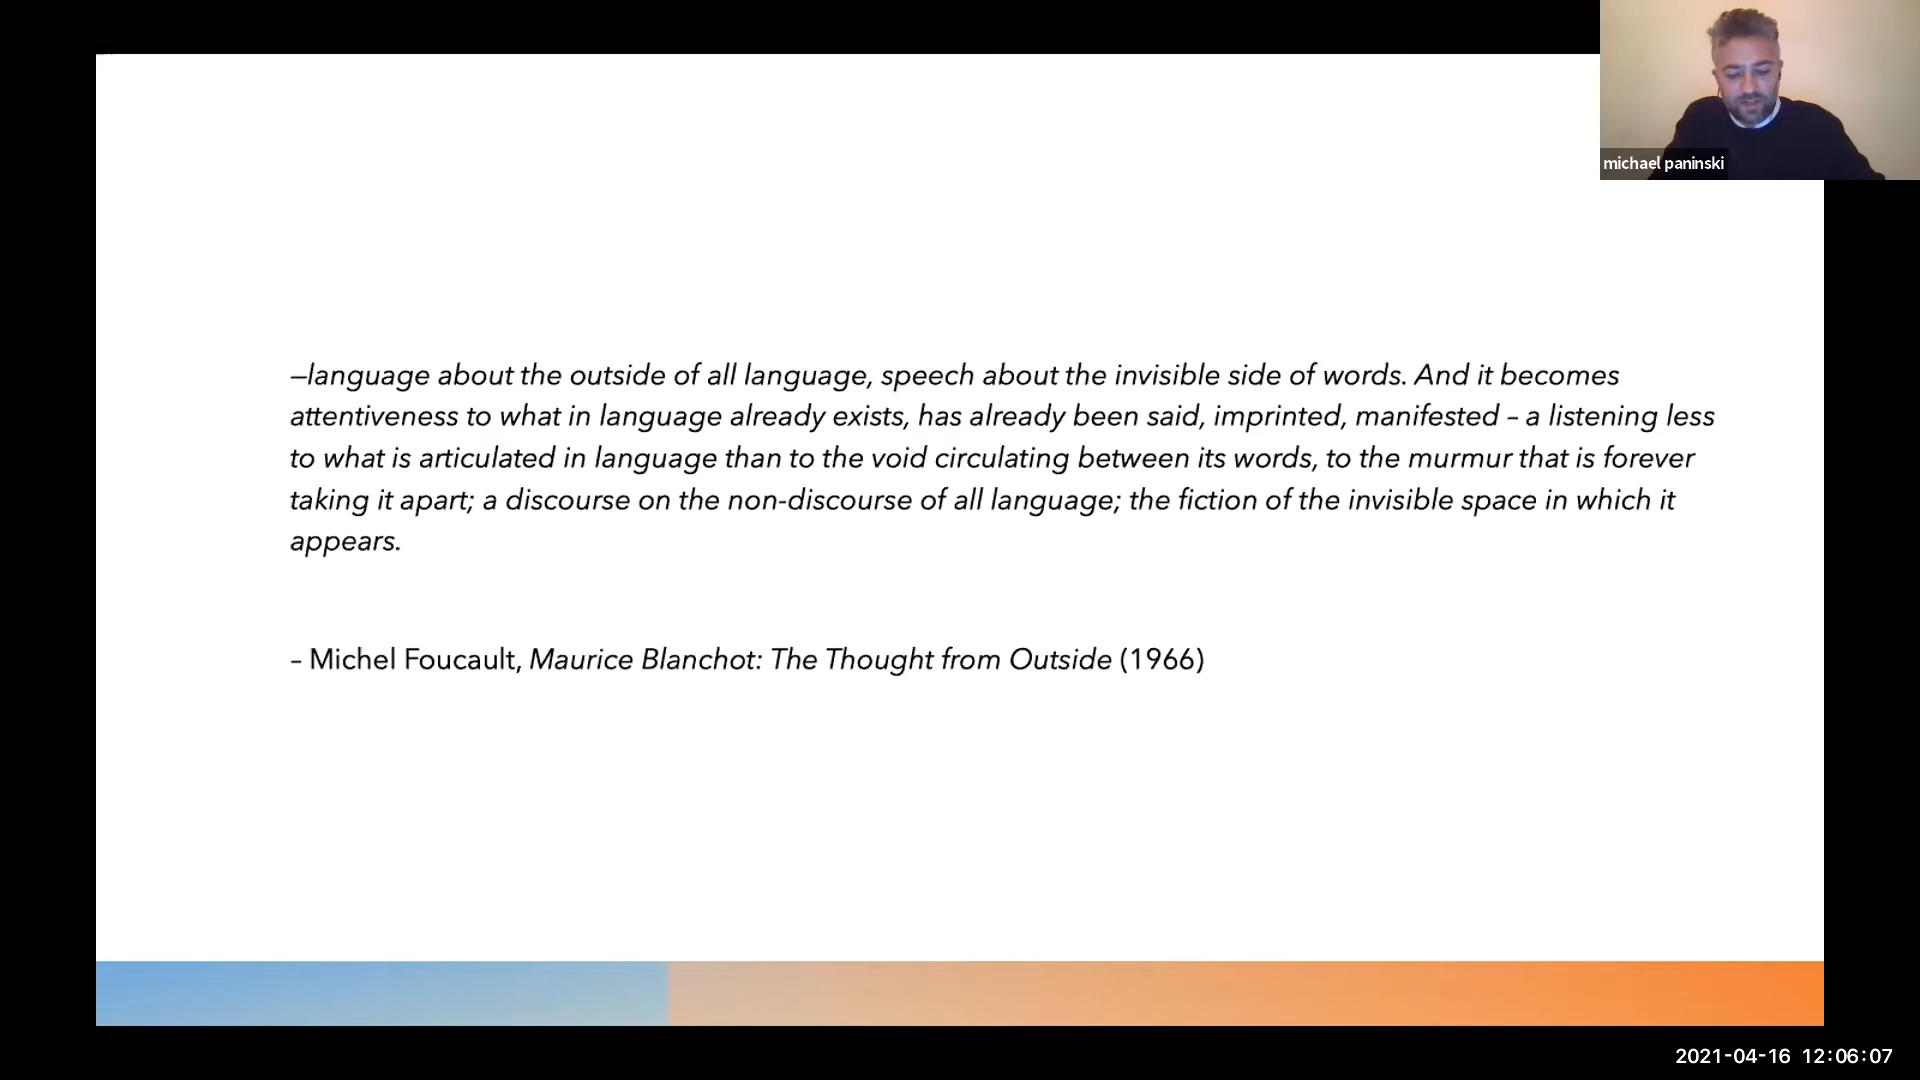 michael paninski
—language about the outside of all language, speech about the invisible side of words. And it becomes
attentiveness to what in language already exists, has already been said, imprinted, manifested – a listening less
to what is articulated in language than to the void circulating between its words, to the murmur that is forever
taking it apart; a discourse on the non-discourse of all language; the fiction of the invisible space in which it
appears.
– Michel Foucault, Maurice Blanchot: The Thought from Outside (1966)
2021-04-16 12:06:07